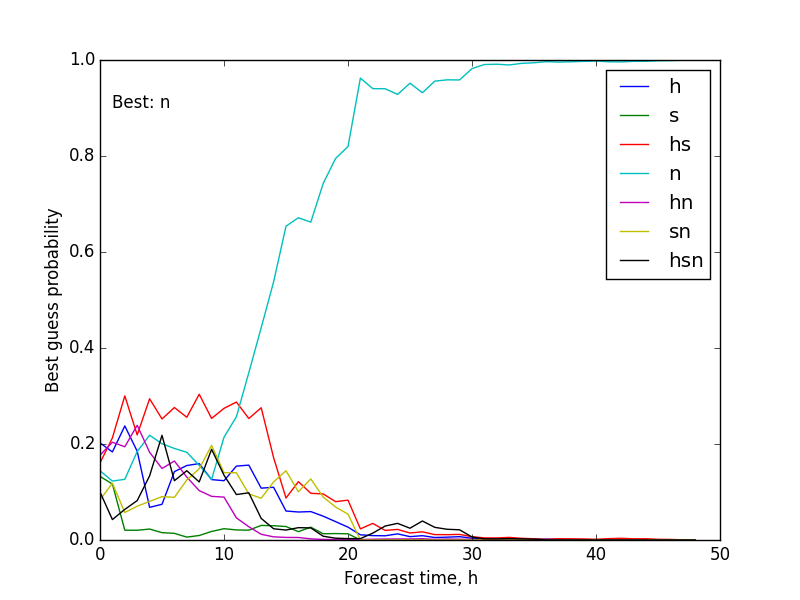 Best: n
h
s
hs
n
hn
sn
hsn
1.0
0.8
0.6
0.4
0.2
0.0
0 10 20 30 40 50
Best guess probability
Forecast time, h